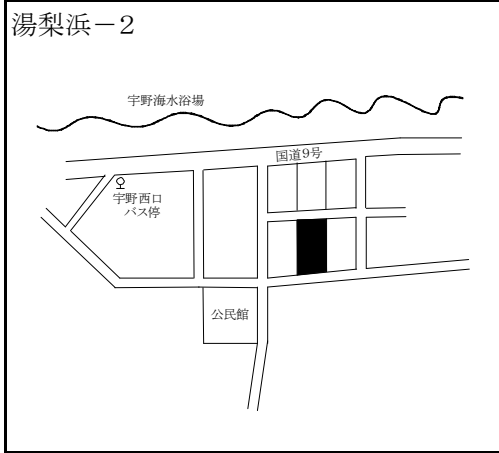 湯梨浜－2
宇野海水浴場
国道9号
宇野西口
バス停
公民館